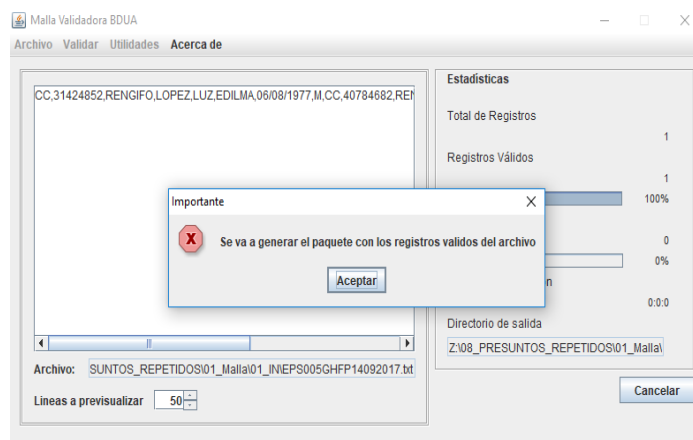 Malla Validadora BDUA
Archivo Validar Utilidades Acerca de
CC,31424852,RENGIFO,LOPEZ,LUZ,EDILMA,06/08/1977,M,CC,40784682,REN
Estadísticas
Total de Registros
1
Registros Válidos
1
100%
0
0%
n
0:0:0
Directorio de salida
Z:\08_PRESUNTOS_REPETIDOS\01_Malla\
Importante
Se va a generar el paquete con los registros validos del archivo
Aceptar
Archivo: SUNTOS_REPETIDOS\01_Malla\01_IN\EPS005GHFP14092017.txt
Lineas a previsualizar 50
Cancelar